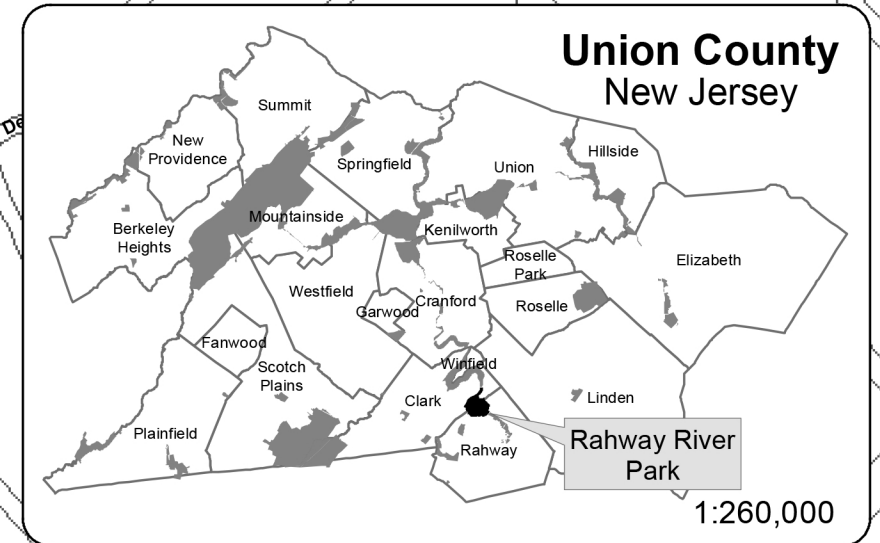 De
Union County
New Jersey
Summit
New
Providence
Springfield
Union
Hillside
Mountainside
Berkeley
Heights
Kenilworth
Roselle
Park
Elizabeth
Westfield
Garwood
Cranford
Roselle
Fanwood
Winfield
Scotch
Plains
Clark
Linden
Plainfield
Rahway
Rahway River
Park
1:260,000